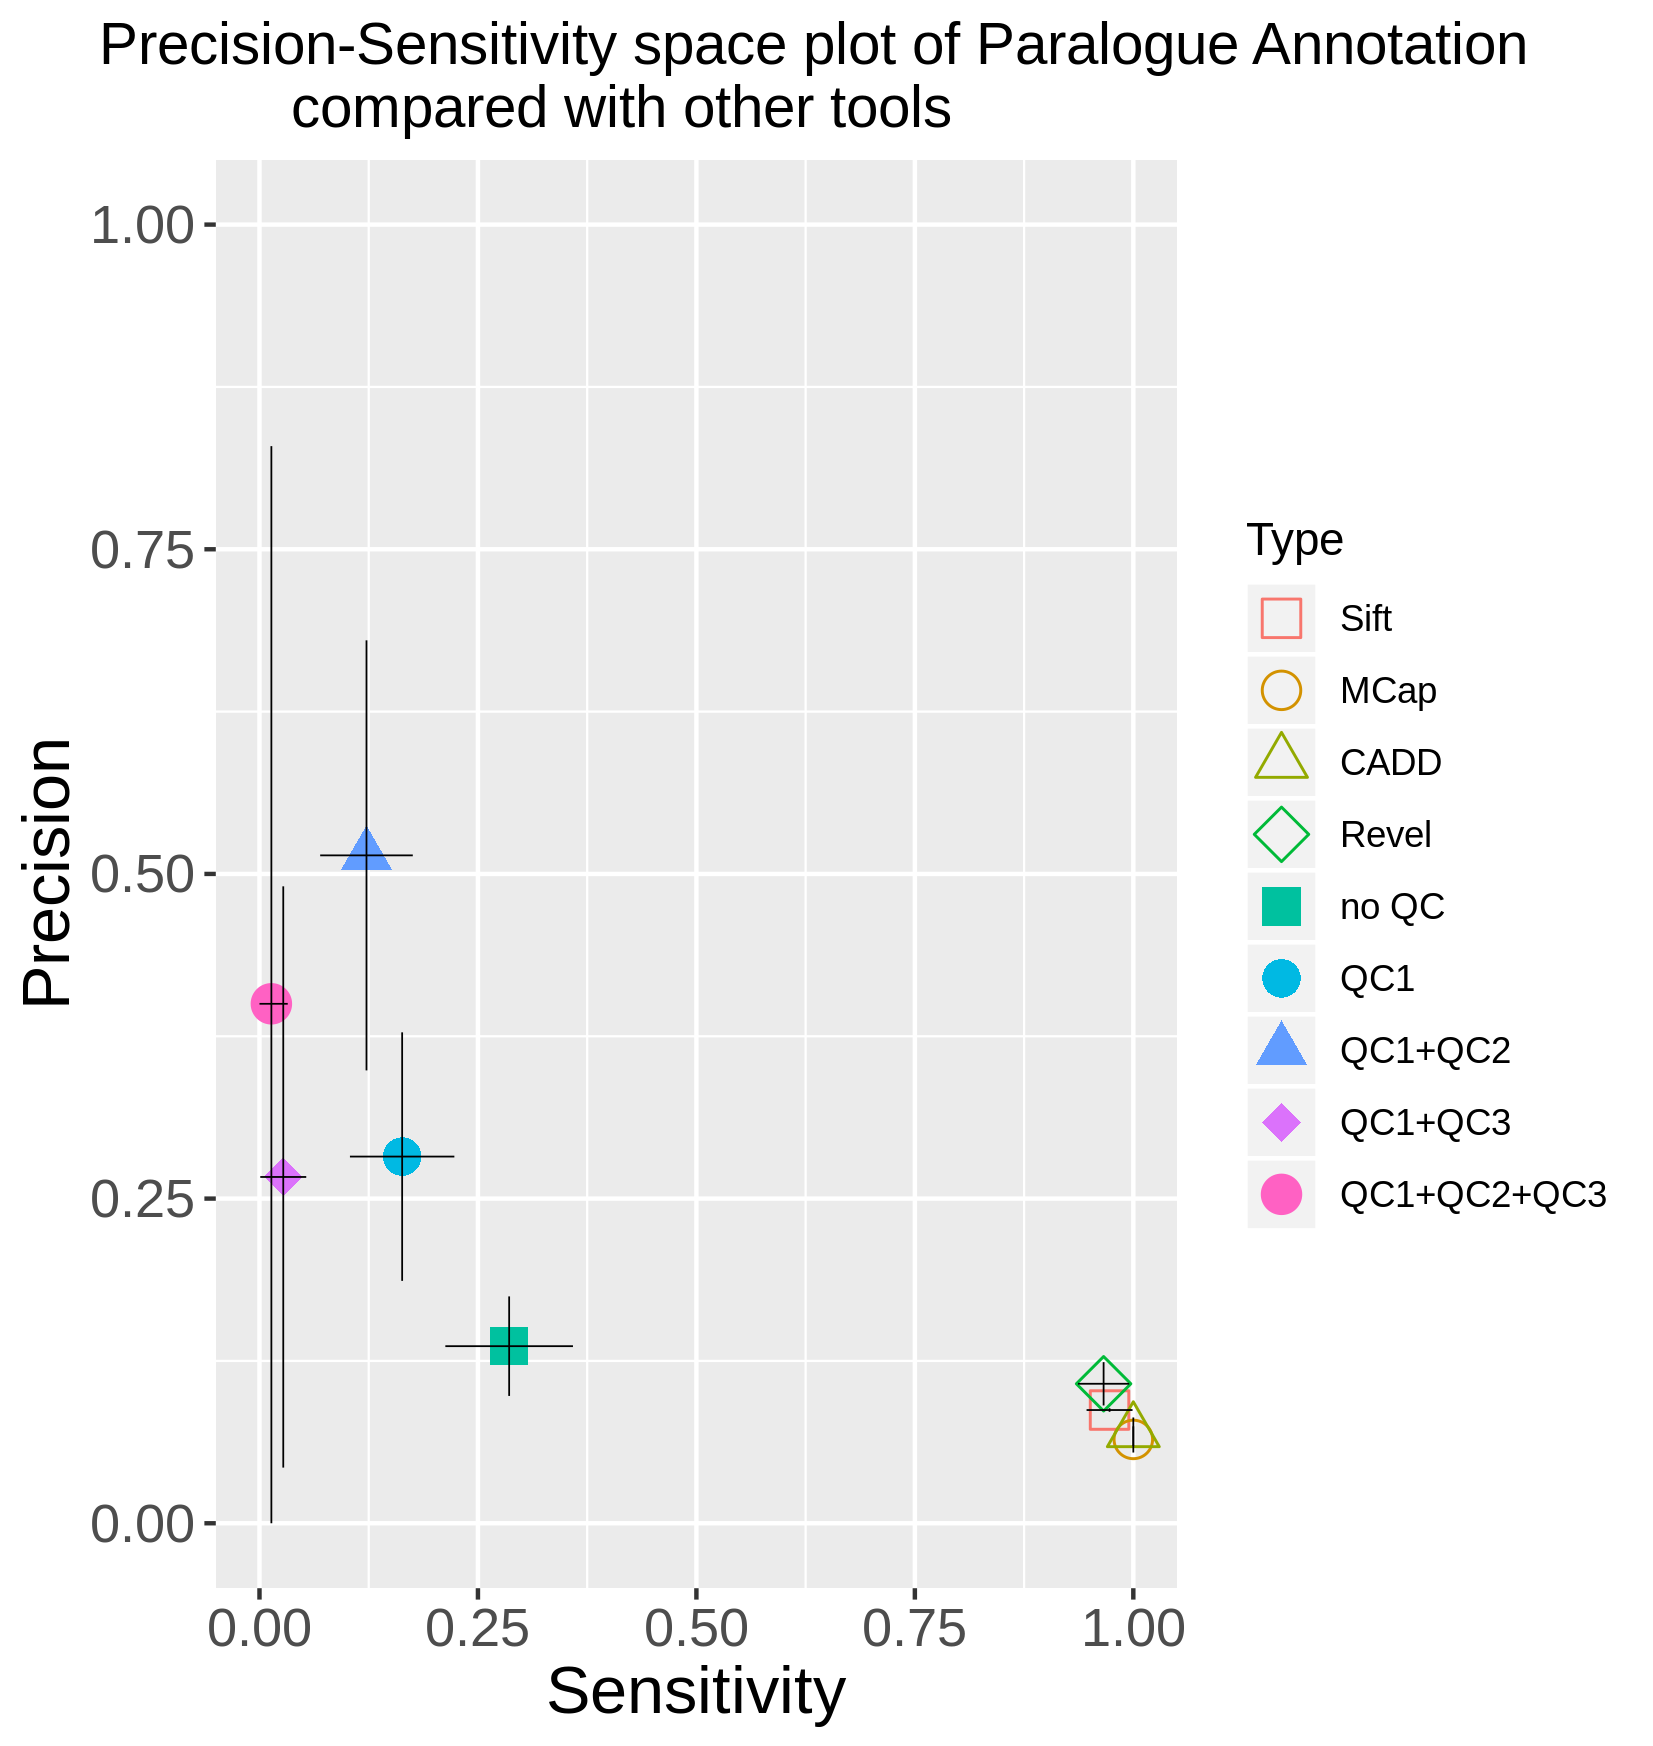 Precision-Sensitivity space plot of Paralogue Annotation
compared with other tools
Precision
1.00
0.75
0.50
0.25
0.00
0.00 0.25 0.50 0.75 1.00
Sensitivity
Type
Sift
MCap
CADD
Revel
no QC
QC1
QC1+QC2
QC1+QC3
QC1+QC2+QC3